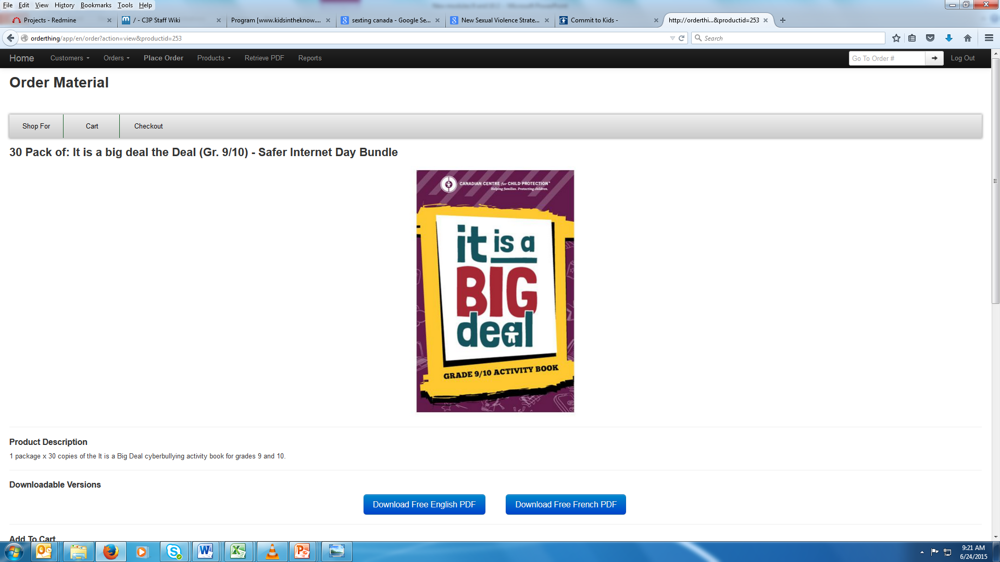 File Edit View History Bookmarks Tools Help
Projects - Redmine
/ - C3P Staff Wiki
Program [www.kidsintheknow....
sexting canada - Google Se...
New Sexual Violence Strate...
Commit to Kids -
http://orderthi...&productid=253
orderthing/app/en/order?action=view&productid=253
Search
Home Customers Orders Place Order Products Retrieve PDF Reports Go To Order # Log Out
Order Material
Shop For Cart Checkout
30 Pack of: It is a big deal the Deal (Gr. 9/10) - Safer Internet Day Bundle
CANADIAN CENTRE for CHILD PROTECTION™
Helping families. Protecting children.
it is a
BIG
deal
GRADE 9/10 ACTIVITY BOOK
Product Description
1 package x 30 copies of the It is a Big Deal cyberbullying activity book for grades 9 and 10.
Downloadable Versions
Download Free English PDF Download Free French PDF
Add To Cart
9:21 AM
6/24/2015